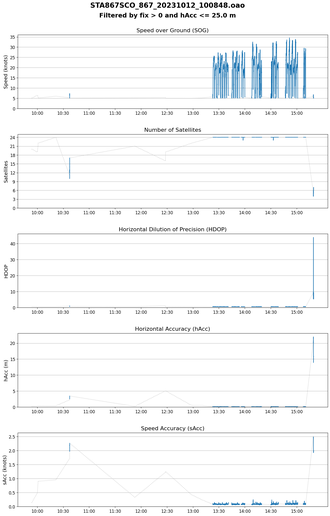 STA867SCO_867_20231012_100848.oao
Filtered by fix > 0 and hAcc <= 25.0 m
Speed over Ground (SOG)
Speed (knots)
35
30
25
20
15
10
5
0
10:00 10:30 11:00 11:30 12:00 12:30 13:00 13:30 14:00 14:30 15:00
Number of Satellites
Satellites
24
21
18
15
12
9
6
3
0
10:00 10:30 11:00 11:30 12:00 12:30 13:00 13:30 14:00 14:30 15:00
Horizontal Dilution of Precision (HDOP)
HDOP
40
30
20
10
0
10:00 10:30 11:00 11:30 12:00 12:30 13:00 13:30 14:00 14:30 15:00
Horizontal Accuracy (hAcc)
hAcc (m)
20
15
10
5
0
10:00 10:30 11:00 11:30 12:00 12:30 13:00 13:30 14:00 14:30 15:00
Speed Accuracy (sAcc)
sAcc (knots)
2.5
2.0
1.5
1.0
0.5
0.0
10:00 10:30 11:00 11:30 12:00 12:30 13:00 13:30 14:00 14:30 15:00